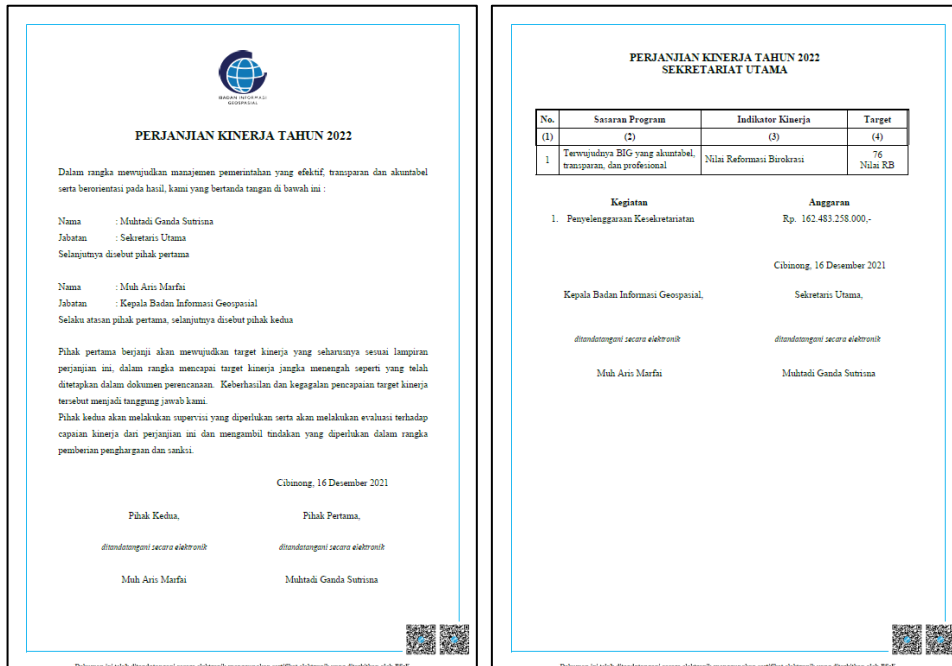 BADAN INFORMASI
GEOSPASIAL
PERJANJIAN KINERJA TAHUN 2022
Dalam rangka mewujudkan manajemen pemerintahan yang efektif, transparan dan akuntabel
serta berorientasi pada hasil, kami yang bertanda tangan di bawah ini :
Nama : Muhtadi Ganda Sutrisna
Jabatan : Sekretaris Utama
Selanjutnya disebut pihak pertama
Nama : Muh Aris Marfai
Jabatan : Kepala Badan Informasi Geospasial
Selaku atasan pihak pertama, selanjutnya disebut pihak kedua
Pihak pertama berjanji akan mewujudkan target kinerja yang seharusnya sesuai lampiran
perjanjian ini, dalam rangka mencapai target kinerja jangka menengah seperti yang telah
ditetapkan dalam dokumen perencanaan. Keberhasilan dan kegagalan pencapaian target kinerja
tersebut menjadi tanggung jawab kami.
Pihak kedua akan melakukan supervisi yang diperlukan serta akan melakukan evaluasi terhadap
capaian kinerja dari perjanjian ini dan mengambil tindakan yang diperlukan dalam rangka
pemberian penghargaan dan sanksi.
Cibinong, 16 Desember 2021
Pihak Kedua, Pihak Pertama,
ditandatangani secara elektronik ditandatangani secara elektronik
Muh Aris Marfai Muhtadi Ganda Sutrisna
PERJANJIAN KINERJA TAHUN 2022
SEKRETARIAT UTAMA
No. Sasaran Program Indikator Kinerja Target
(1) (2) (3) (4)
1 Terwujudnya BIG yang akuntabel, transparan, dan profesional Nilai Reformasi Birokrasi 76 Nilai RB
Kegiatan Anggaran
1. Penyelenggaraan Kesekretariatan Rp. 162.483.258.000,-
Cibinong, 16 Desember 2021
Kepala Badan Informasi Geospasial, Sekretaris Utama,
ditandatangani secara elektronik ditandatangani secara elektronik
Muh Aris Marfai Muhtadi Ganda Sutrisna